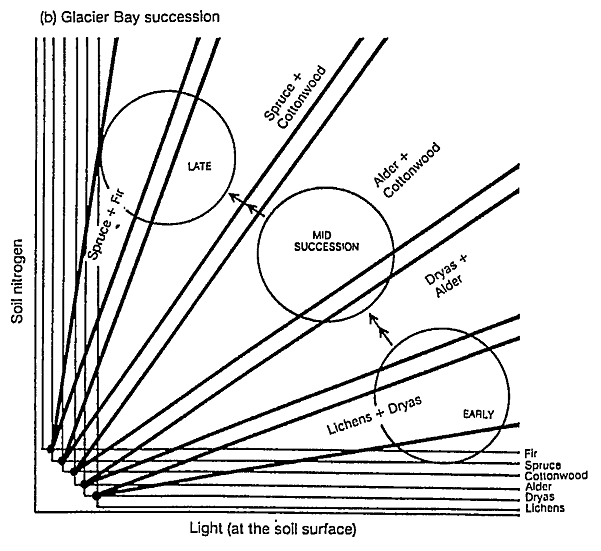 (b) Glacier Bay succession
Spruce +
Cottonwood
LATE
Alder +
Cottonwood
Spruce + Fir
MID
SUCCESSION
Dryas +
Alder
Soil nitrogen
Lichens + Dryas
EARLY
Fir
Spruce
Cottonwood
Alder
Dryas
Lichens
Light (at the soil surface)